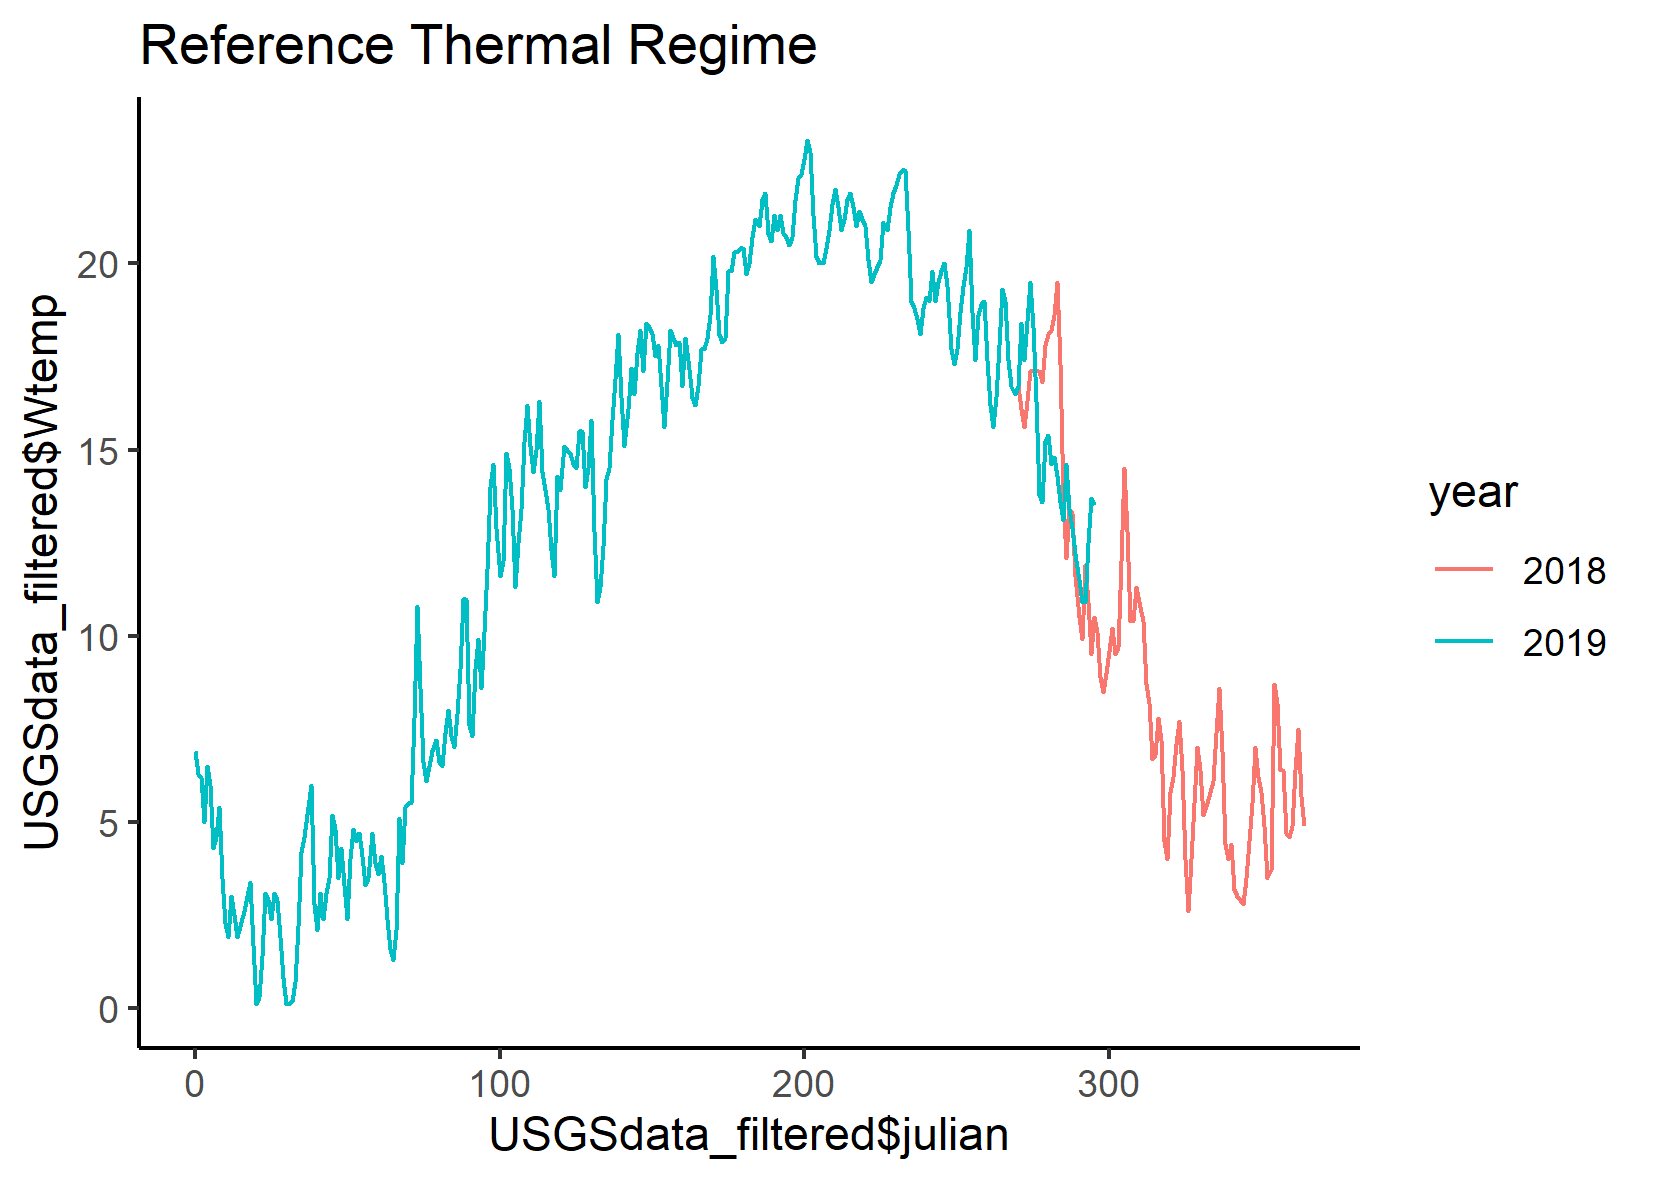 Reference Thermal Regime
USGSdata_filtered$Wtemp
20
15
10
5
0
0 100 200 300
USGSdata_filtered$julian
year
2018
2019